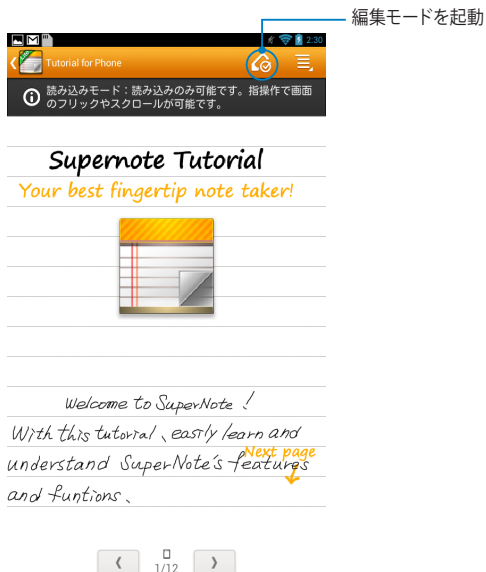 編集モードを起動
2:30
Tutorial for Phone
読み込みモード：読み込みのみ可能です。指操作で画面
のフリックやスクロールが可能です。
Supernote Tutorial
Your best fingertip note taker!
Welcome to SuperNote !
With this tutorial 、easily learn and
understand SuperNote's features
Next page
and funtions 、
1/12